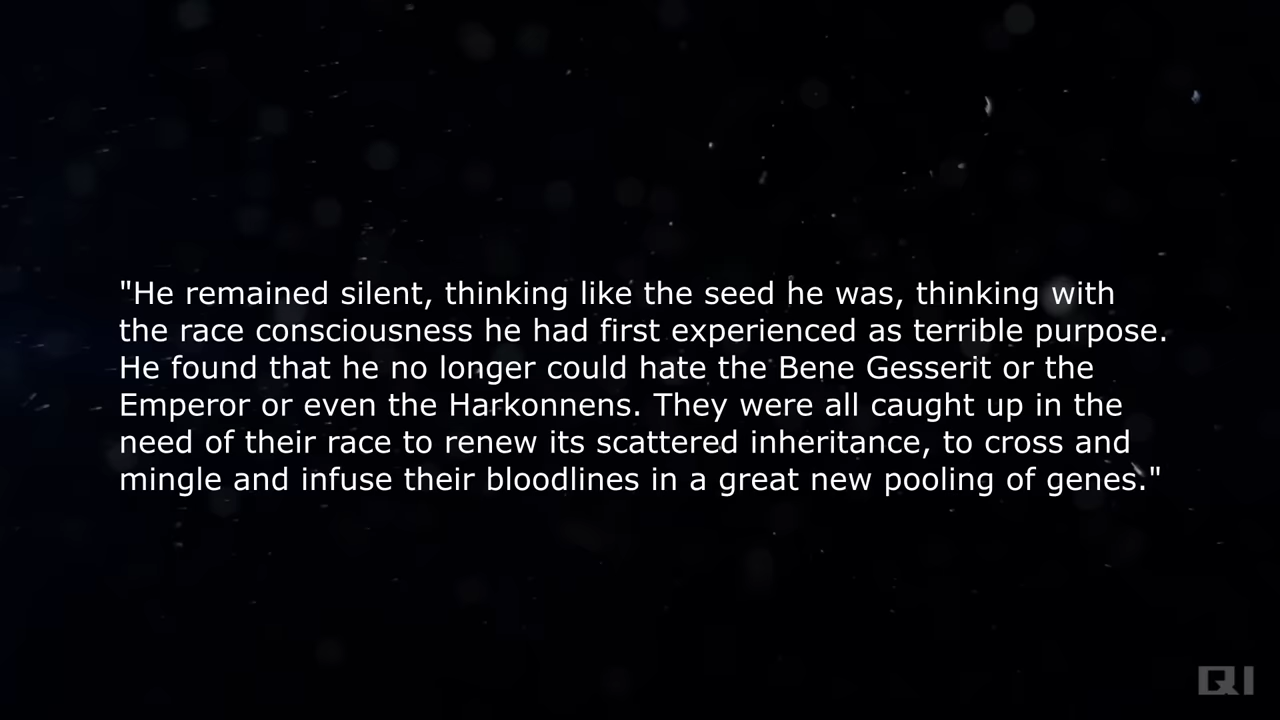 "He remained silent, thinking like the seed he was, thinking with
the race consciousness he had first experienced as terrible purpose.
He found that he no longer could hate the Bene Gesserit or the
Emperor or even the Harkonnens. They were all caught up in the
need of their race to renew its scattered inheritance, to cross and
mingle and infuse their bloodlines in a great new pooling of genes."
QI